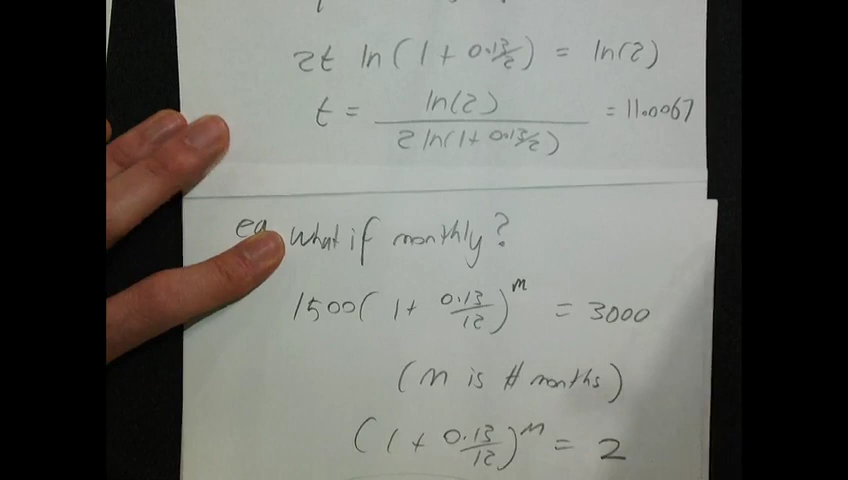 2t ln(1 + 0.13/2) = ln(2)
t = ln(2) / 2 ln(1 + 0.13/2) = 11.0067
eg What if monthly?
1500(1 + 0.13/12)^m = 3000
(m is # months)
(1 + 0.13/12)^m = 2